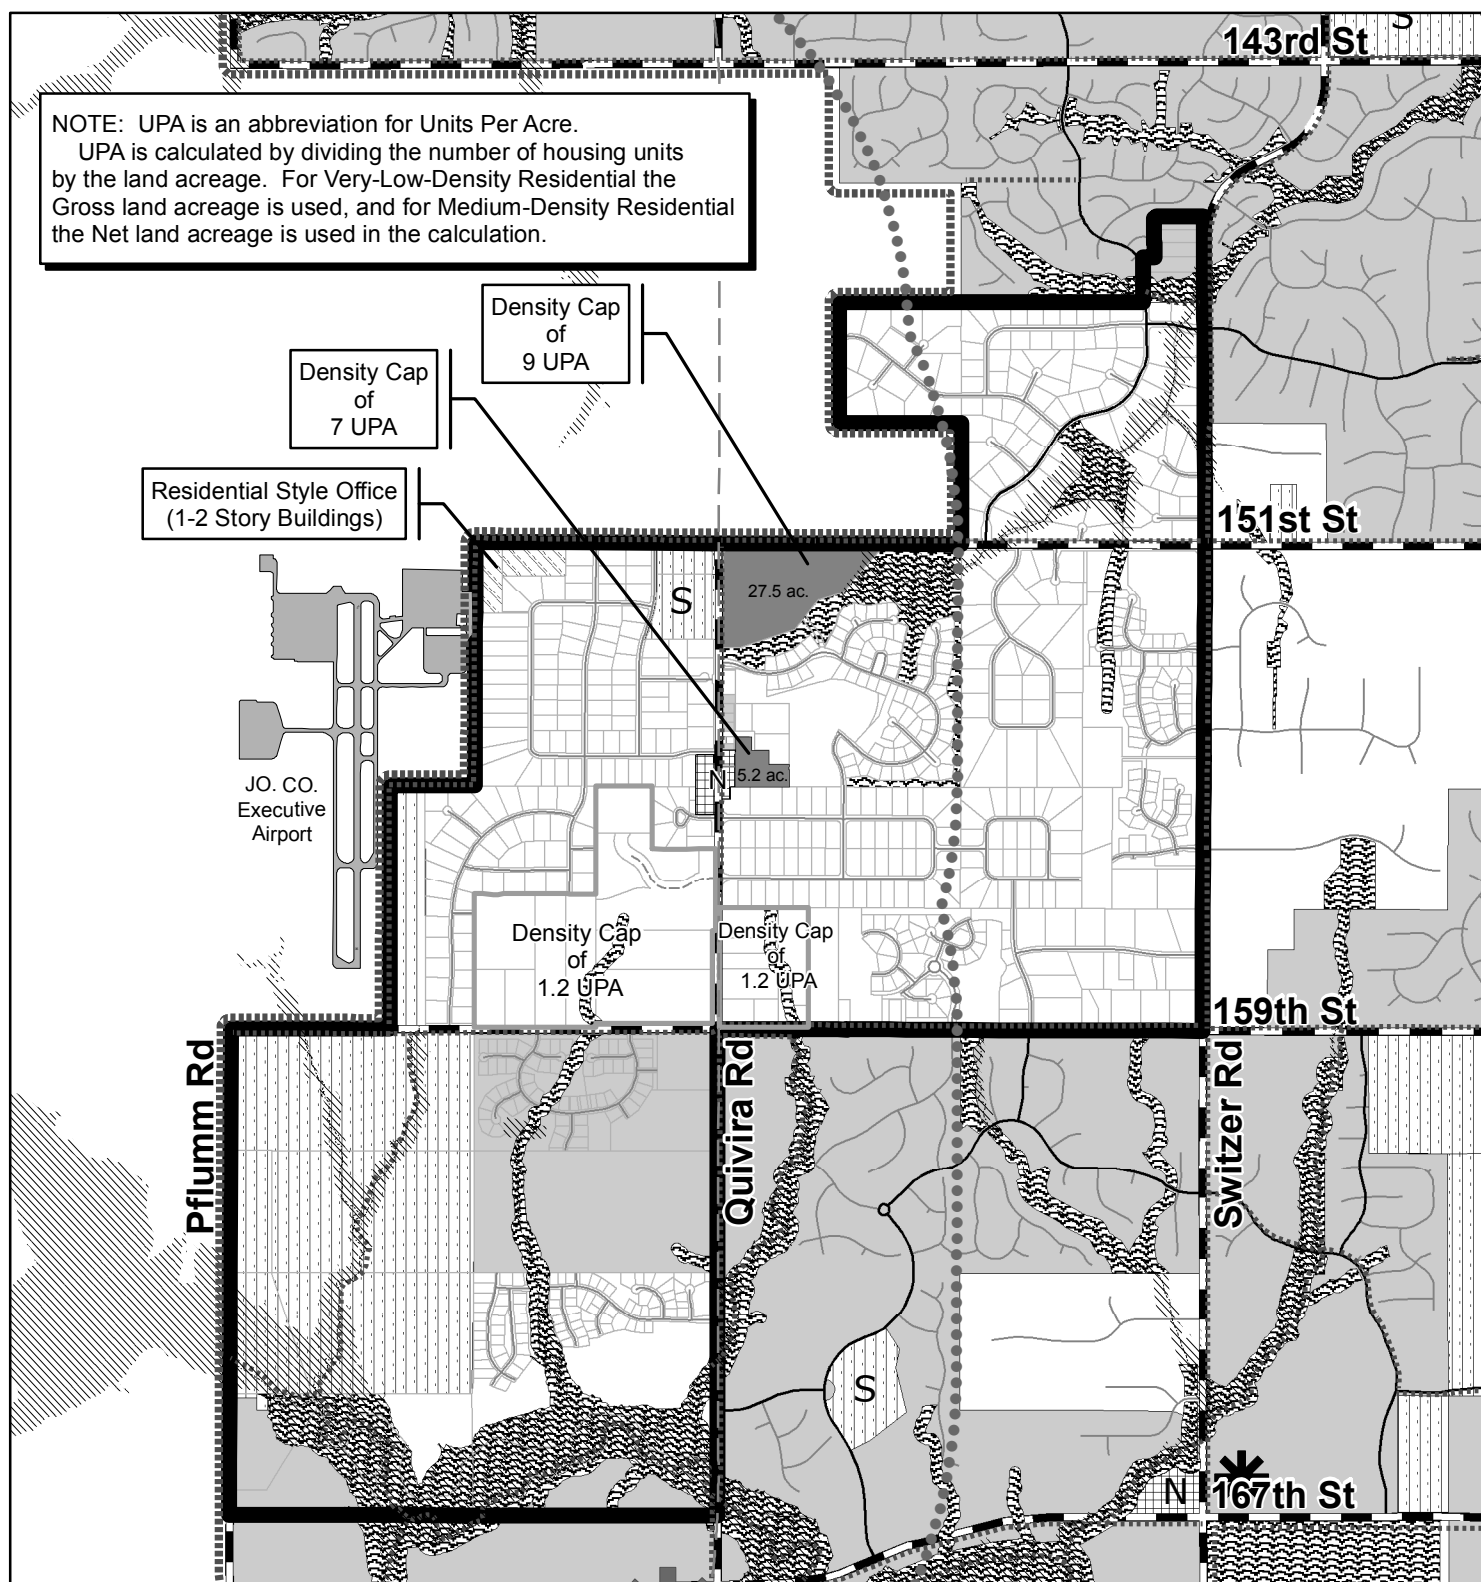 S
143rd St
NOTE: UPA is an abbreviation for Units Per Acre.
UPA is calculated by dividing the number of housing units
by the land acreage. For Very-Low-Density Residential the
Gross land acreage is used, and for Medium-Density Residential
the Net land acreage is used in the calculation.
Density Cap
of
9 UPA
Density Cap
of
7 UPA
Residential Style Office
(1-2 Story Buildings)
151st St
27.5 ac.
S
N
5.2 ac.
JO. CO.
Executive
Airport
Density Cap
of
1.2 UPA
Density Cap
of
1.2 UPA
159th St
Pflumm Rd
Quivira Rd
Switzer Rd
S
N
167th St